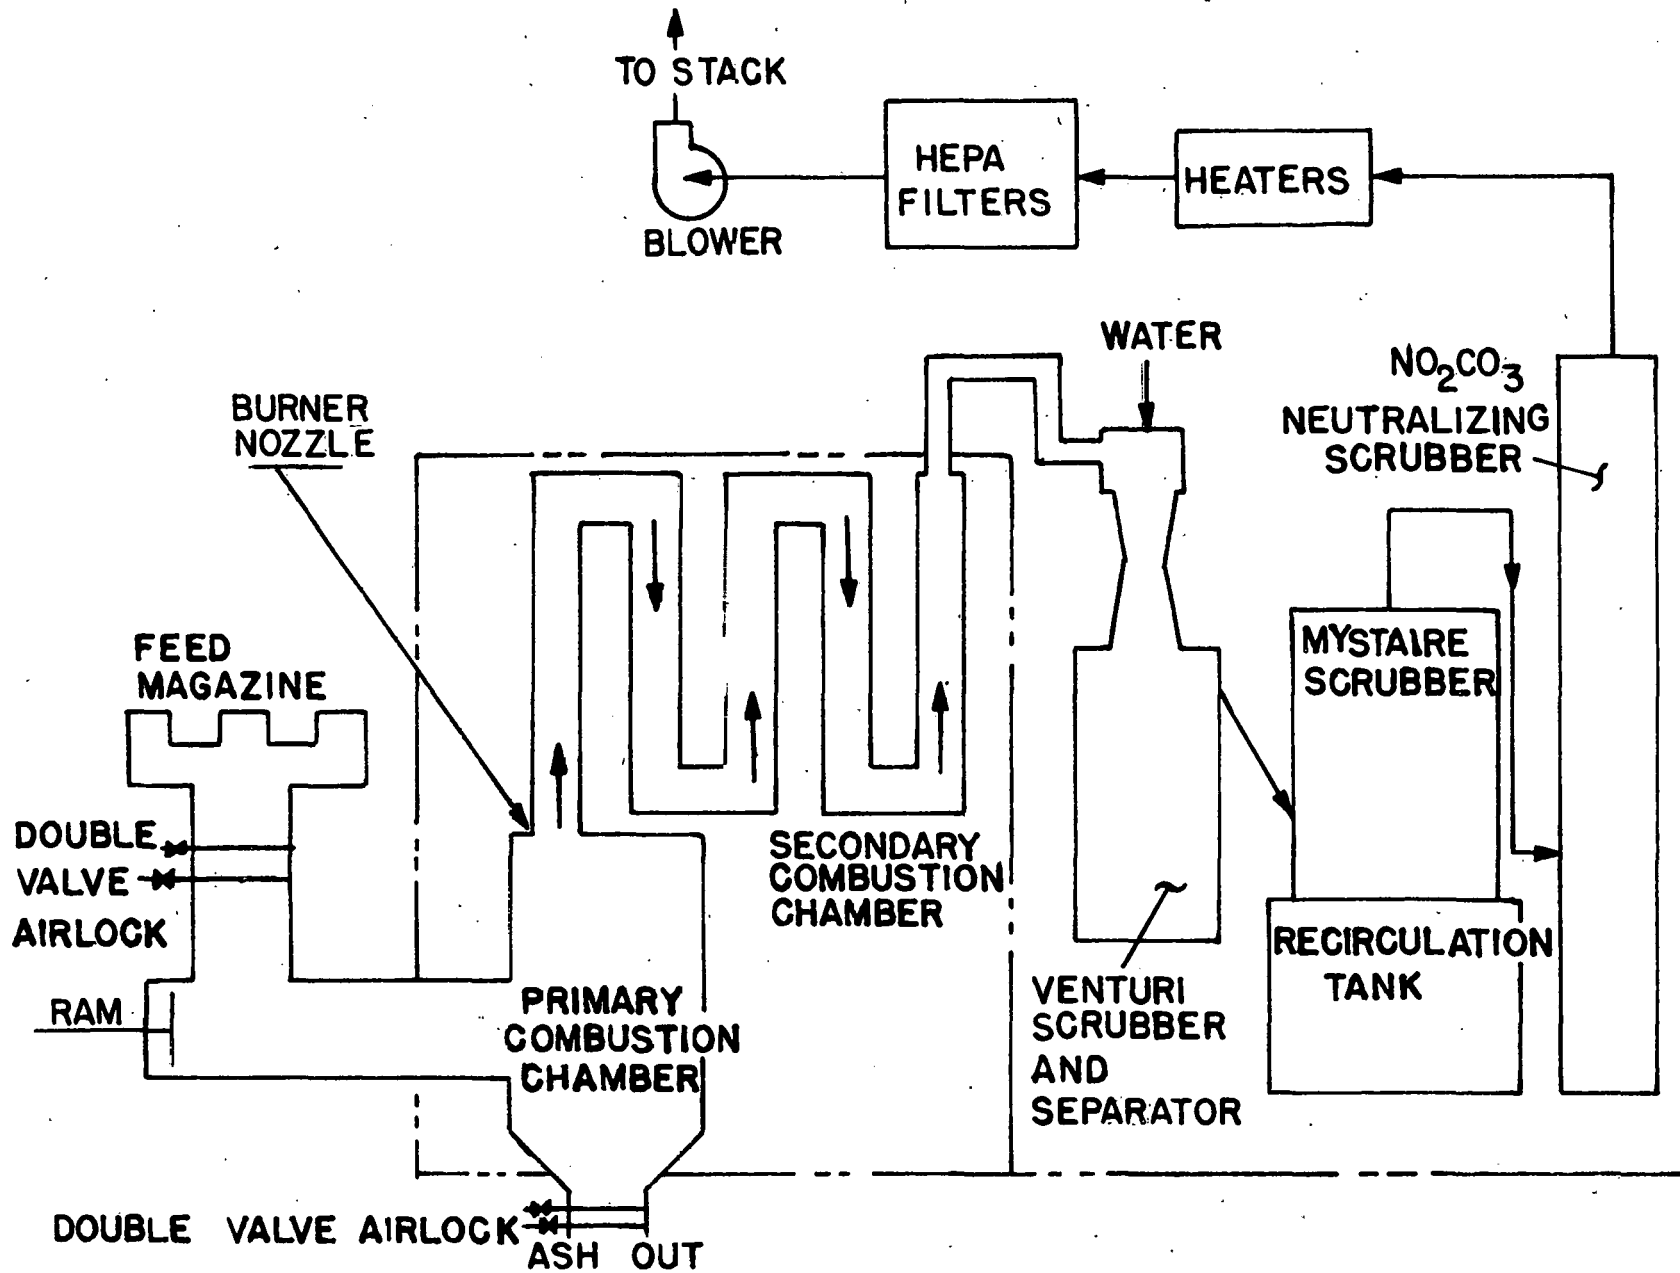 TO STACK
HEPA
FILTERS
HEATERS
BLOWER
WATER
NO2CO3
NEUTRALIZING
SCRUBBER
BURNER
NOZZLE
FEED
MAGAZINE
MYSTAIRE
SCRUBBER
DOUBLE
VALVE
AIRLOCK
SECONDARY
COMBUSTION
CHAMBER
RECIRCULATION
TANK
RAM
PRIMARY
COMBUSTION
CHAMBER
VENTURI
SCRUBBER
AND
SEPARATOR
DOUBLE VALVE AIRLOCK
ASH OUT